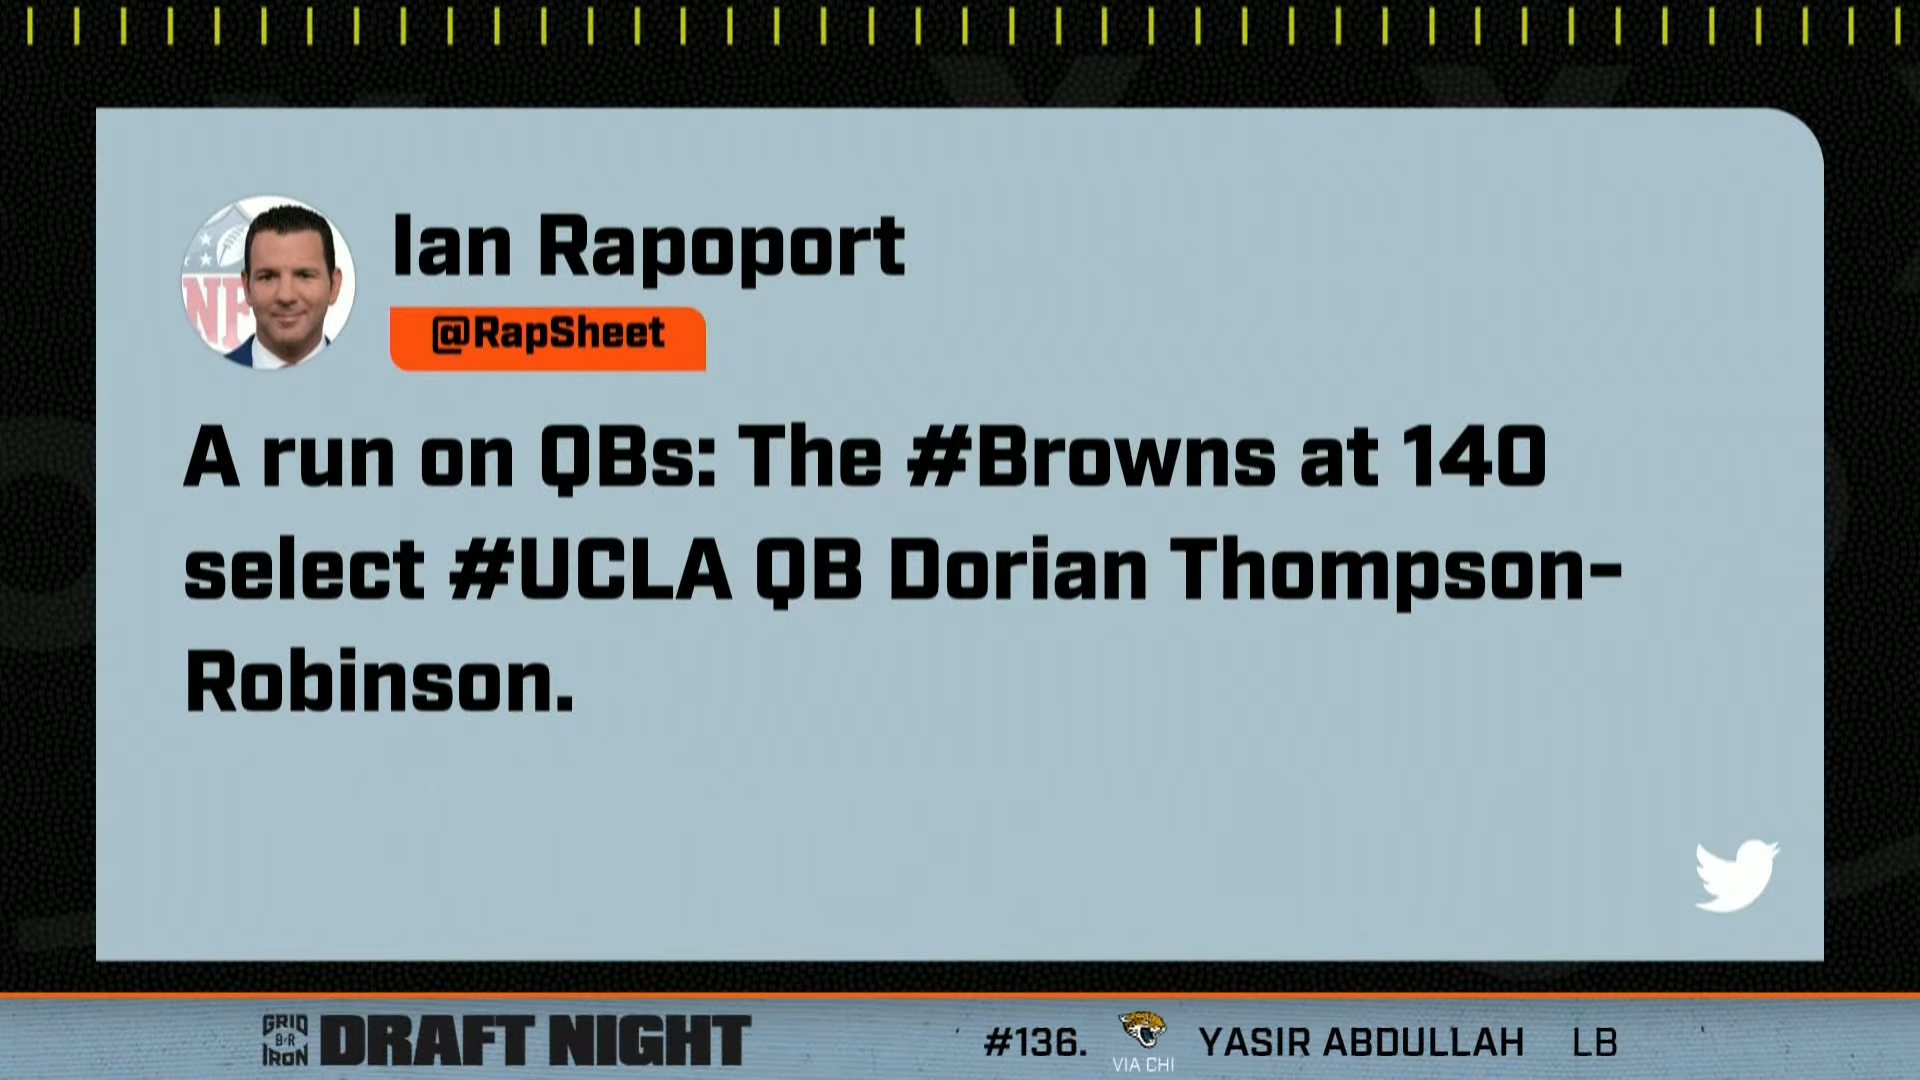 Ian Rapoport
@RapSheet
A run on QBs: The #Browns at 140
select #UCLA QB Dorian Thompson-
Robinson.
GRID
B/R
IRON
DRAFT NIGHT
#136.
VIA CHI
YASIR ABDULLAH LB